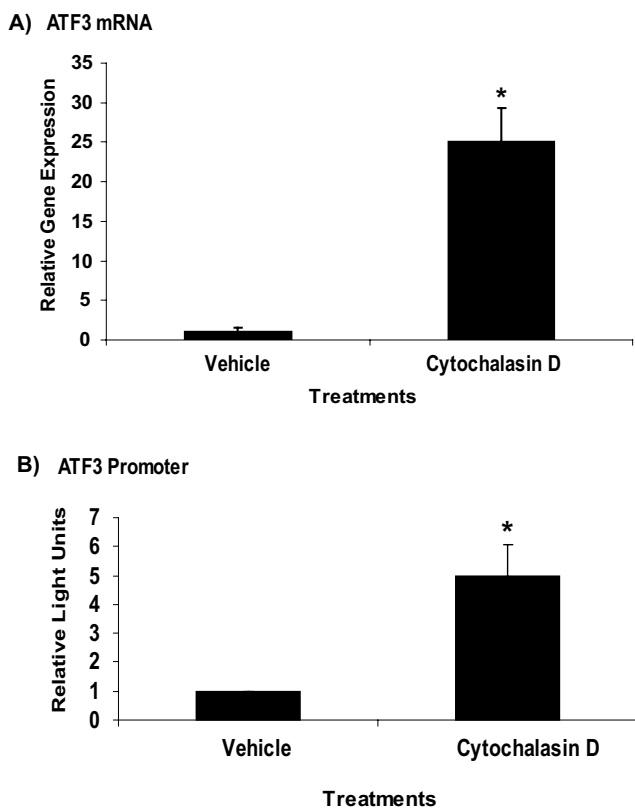 A) ATF3 mRNA
35
30
25
20
15
10
5
0
Relative Gene Expression
*
Vehicle
Cytochalasin D
Treatments
B) ATF3 Promoter
7
6
5
4
3
2
1
0
Relative Light Units
*
Vehicle
Cytochalasin D
Treatments